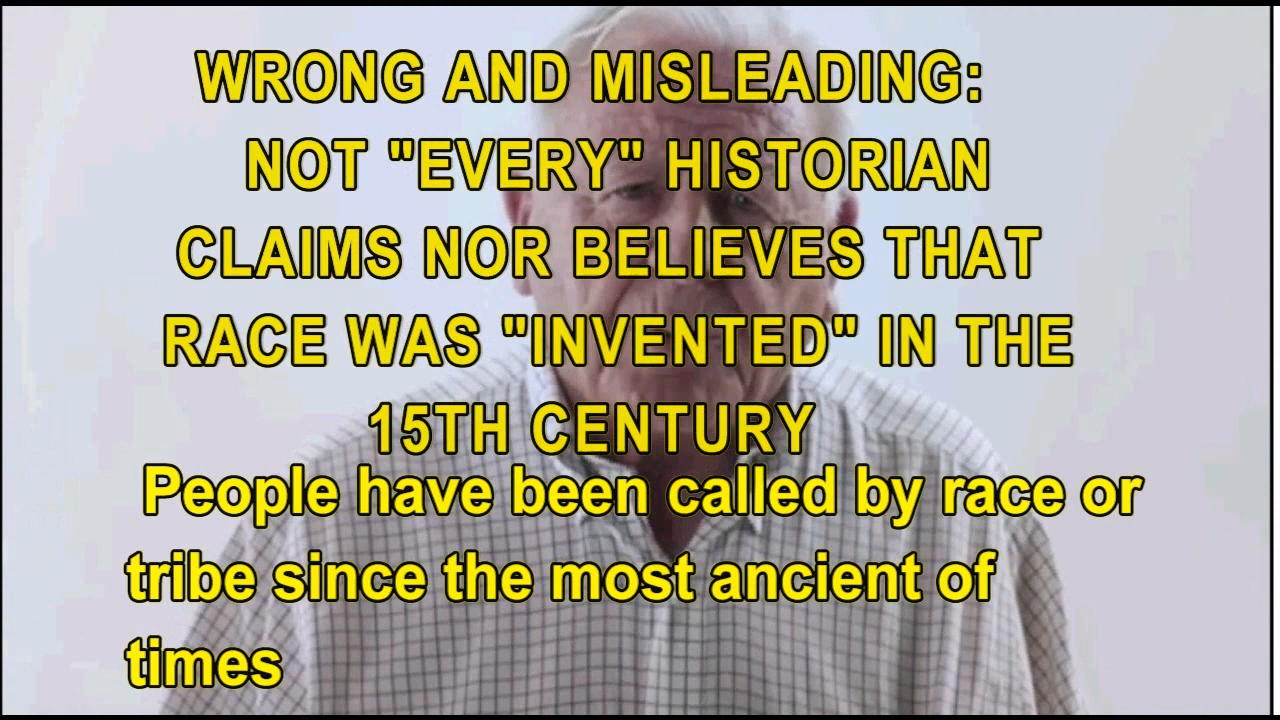 WRONG AND MISLEADING:
NOT "EVERY" HISTORIAN
CLAIMS NOR BELIEVES THAT
RACE WAS "INVENTED" IN THE
15TH CENTURY
People have been called by race or
tribe since the most ancient of
times